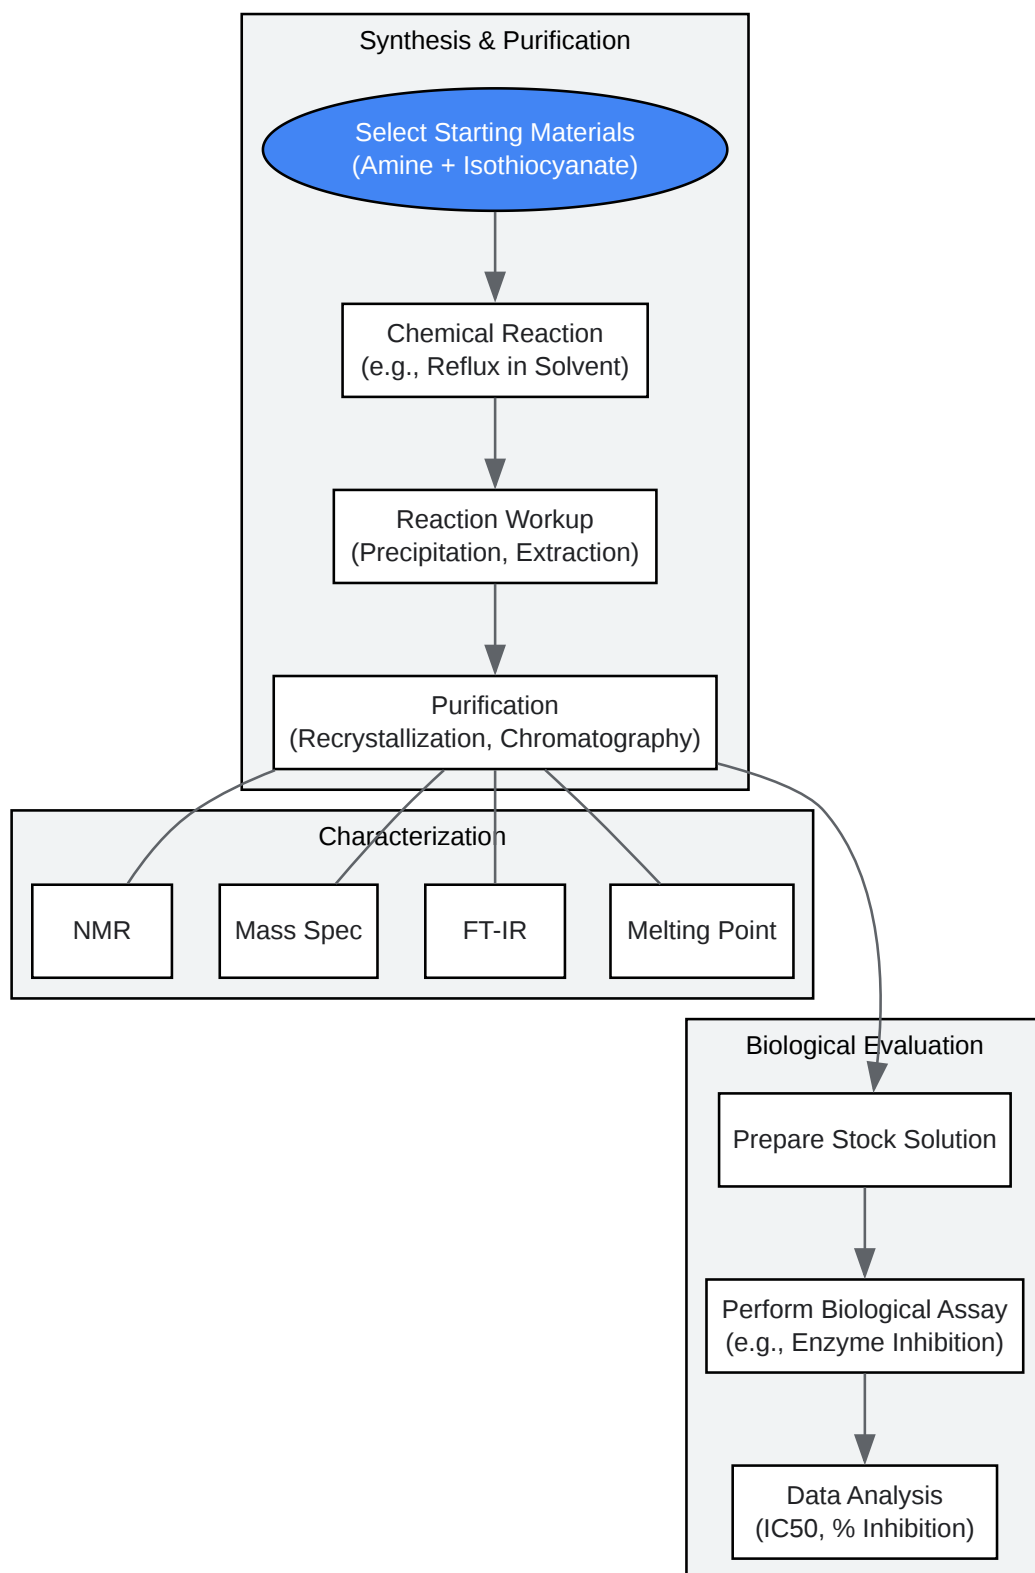 Synthesis & Purification
Select Starting Materials
(Amine + Isothiocyanate)
Chemical Reaction
(e.g., Reflux in Solvent)
Reaction Workup
(Precipitation, Extraction)
Purification
(Recrystallization, Chromatography)
Characterization
NMR
Mass Spec
FT-IR
Melting Point
Biological Evaluation
Prepare Stock Solution
Perform Biological Assay
(e.g., Enzyme Inhibition)
Data Analysis
(IC50, % Inhibition)